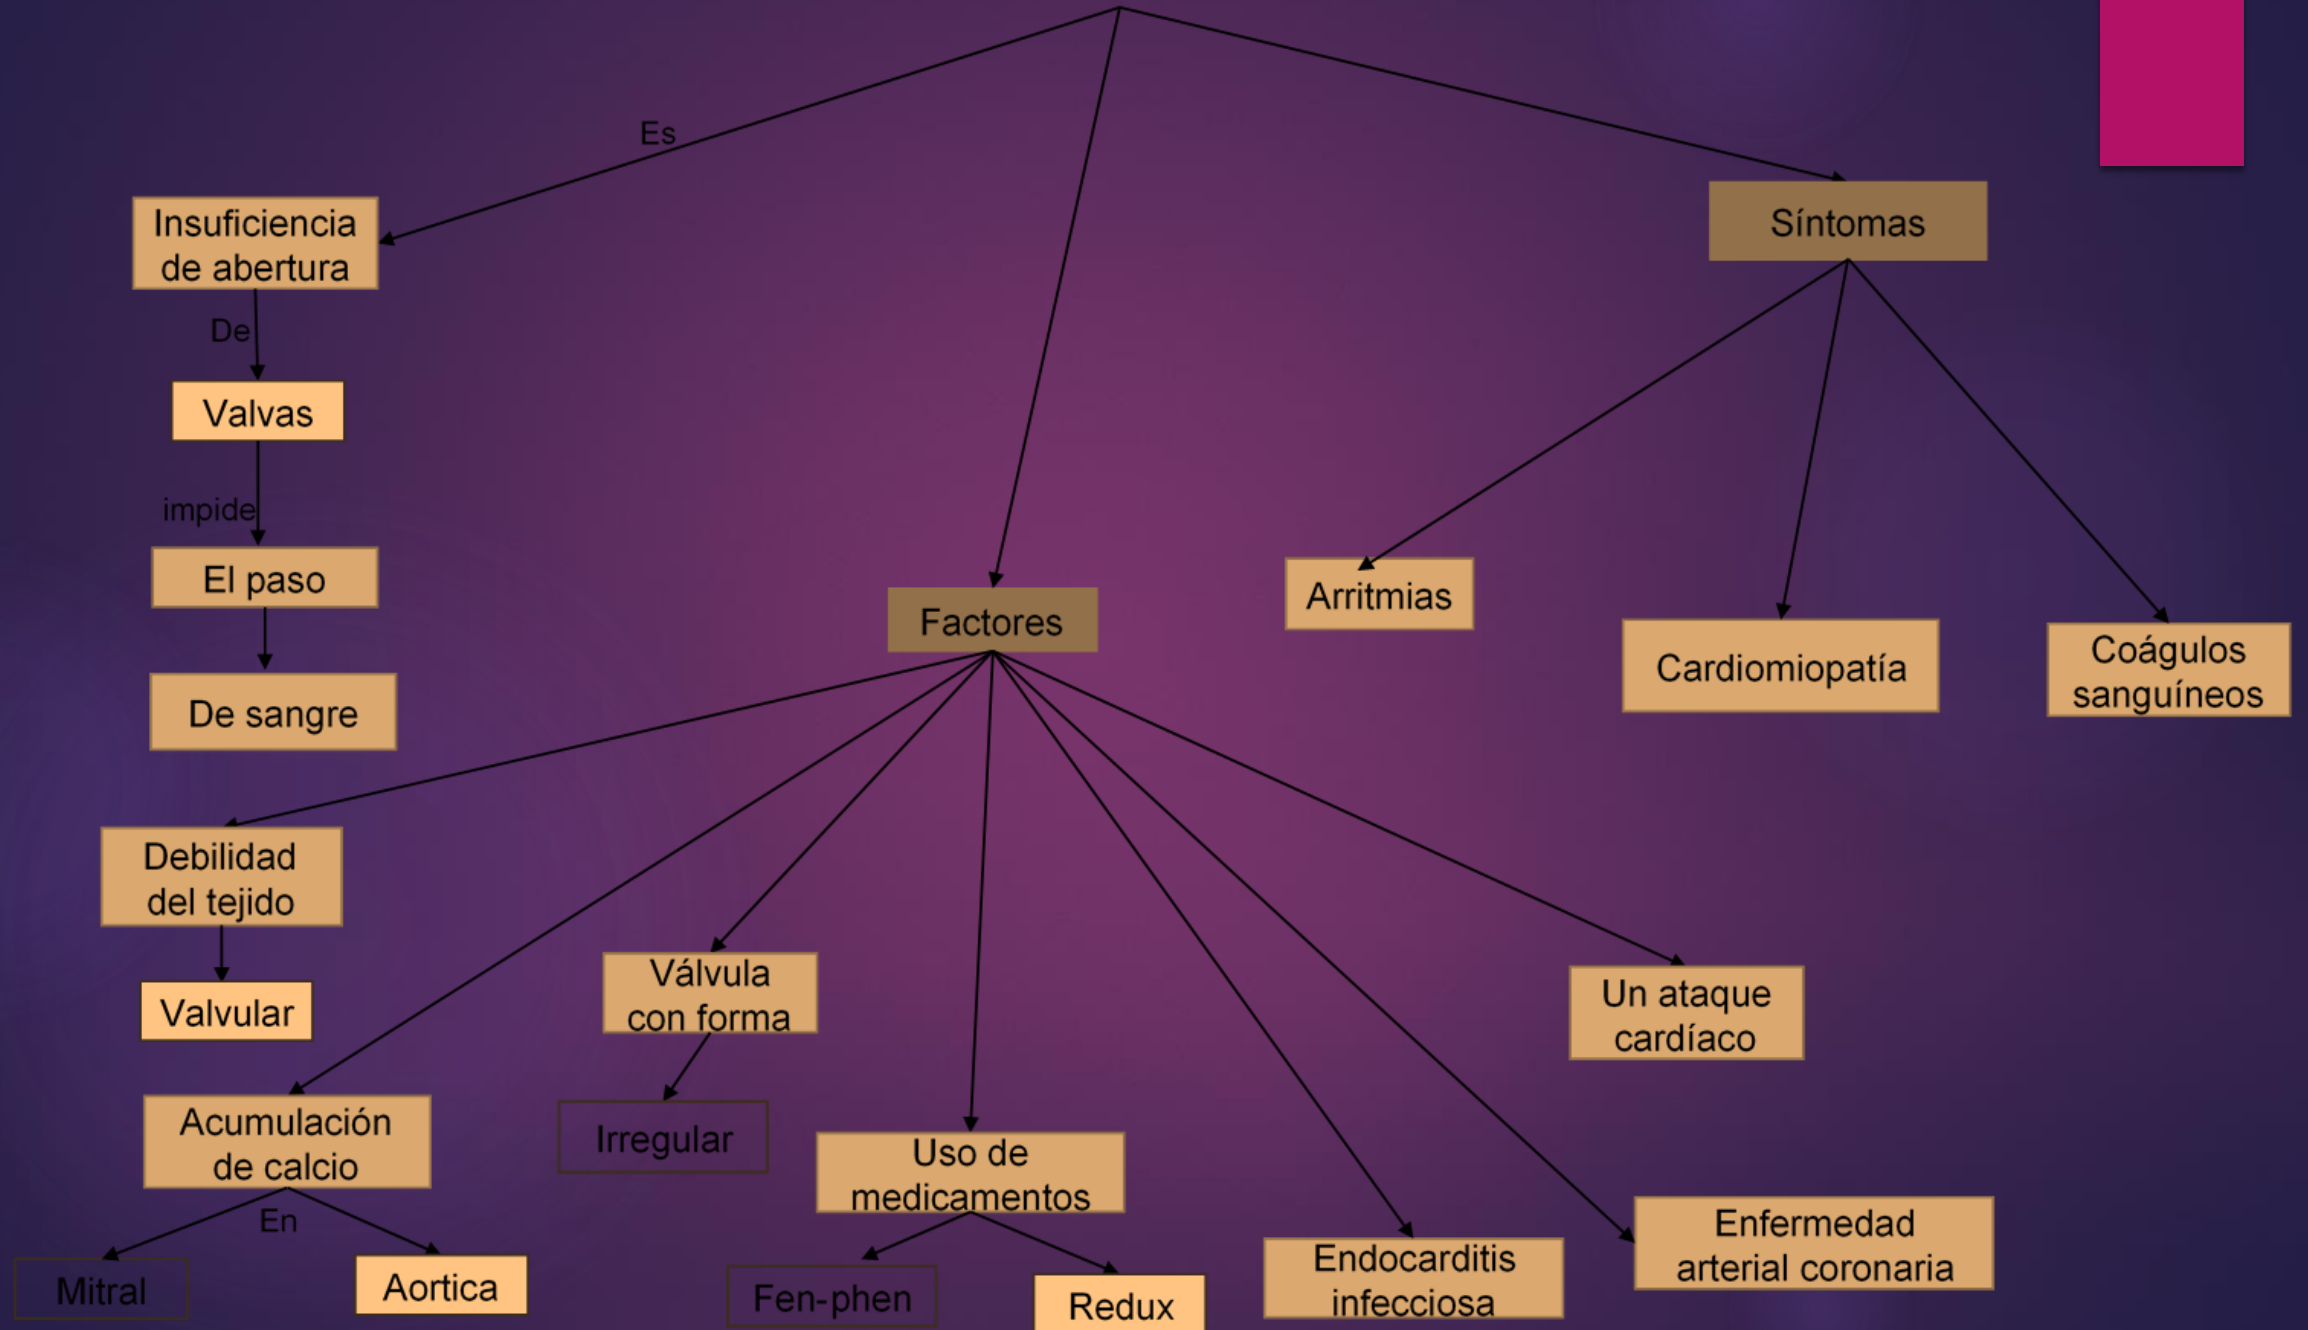 Es
Insuficiencia
de abertura
Síntomas
De
Valvas
impide
El paso
De sangre
Factores
Arritmias
Cardiomiopatía
Coágulos
sanguíneos
Debilidad
del tejido
Valvular
Válvula
con forma
Irregular
Un ataque
cardíaco
Acumulación
de calcio
En
Mitral
Aortica
Uso de
medicamentos
Fen-phen
Redux
Endocarditis
infecciosa
Enfermedad
arterial coronaria